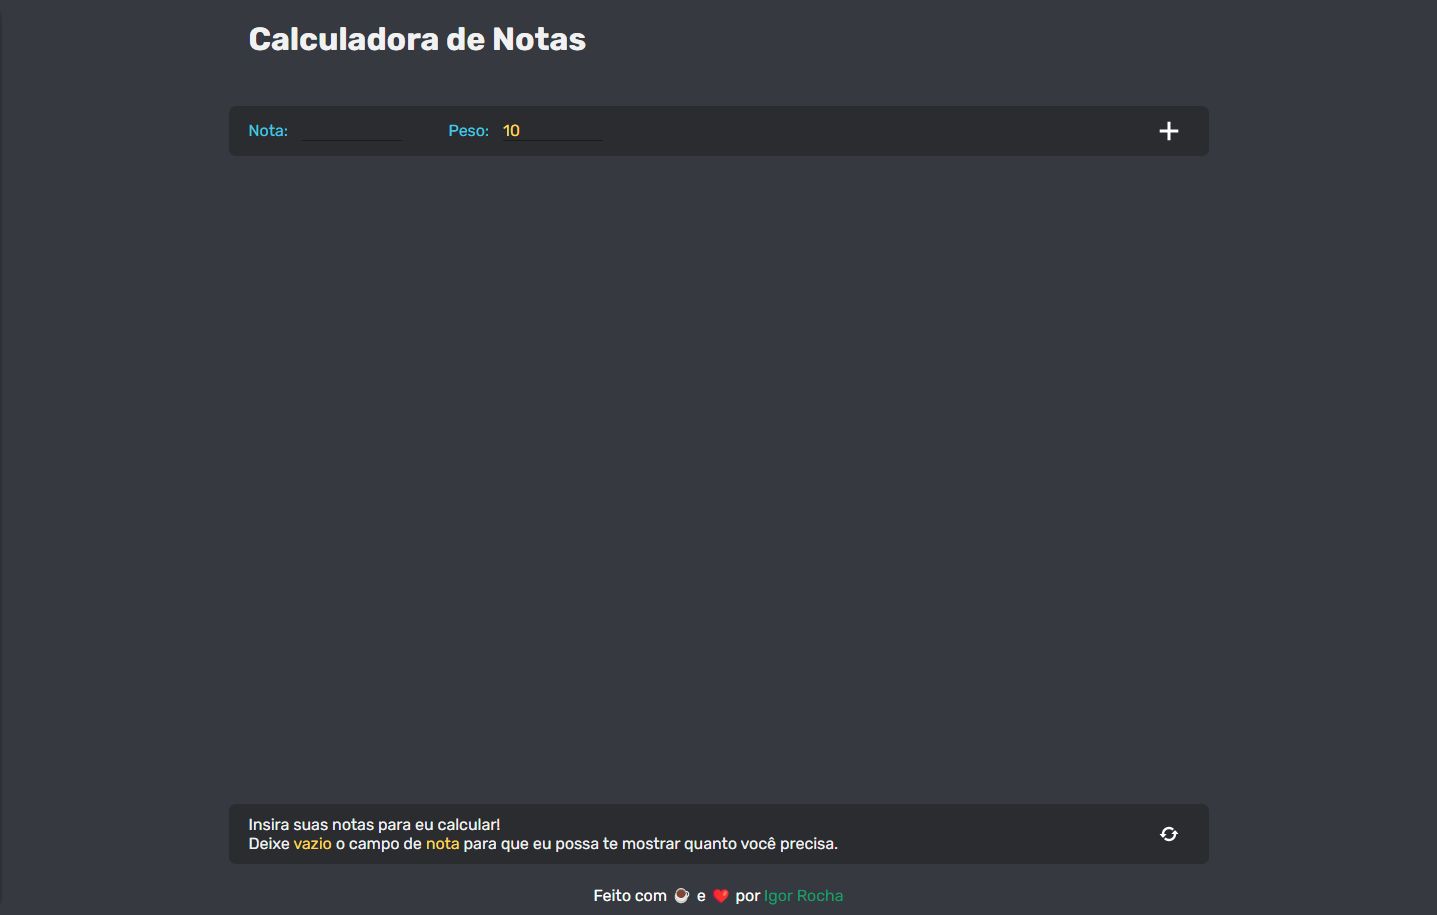 Calculadora de Notas
Nota: Peso: 10
Insira suas notas para eu calcular!
Deixe vazio o campo de nota para que eu possa te mostrar quanto você precisa.
Feito com ☕ e ❤️ por Igor Rocha